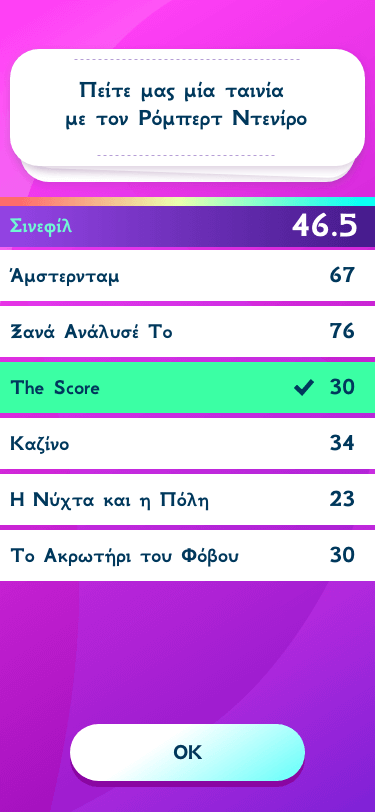 Πείτε μας μία ταινία
με τον Ρόμπερτ Ντενίρο
Σινεφίλ 46.5
Άμστερνταμ 67
Ξανά Ανάλυσέ Το 76
The Score 30
Καζίνο 34
Η Νύχτα και η Πόλη 23
Το Ακρωτήρι του Φόβου 30
OK